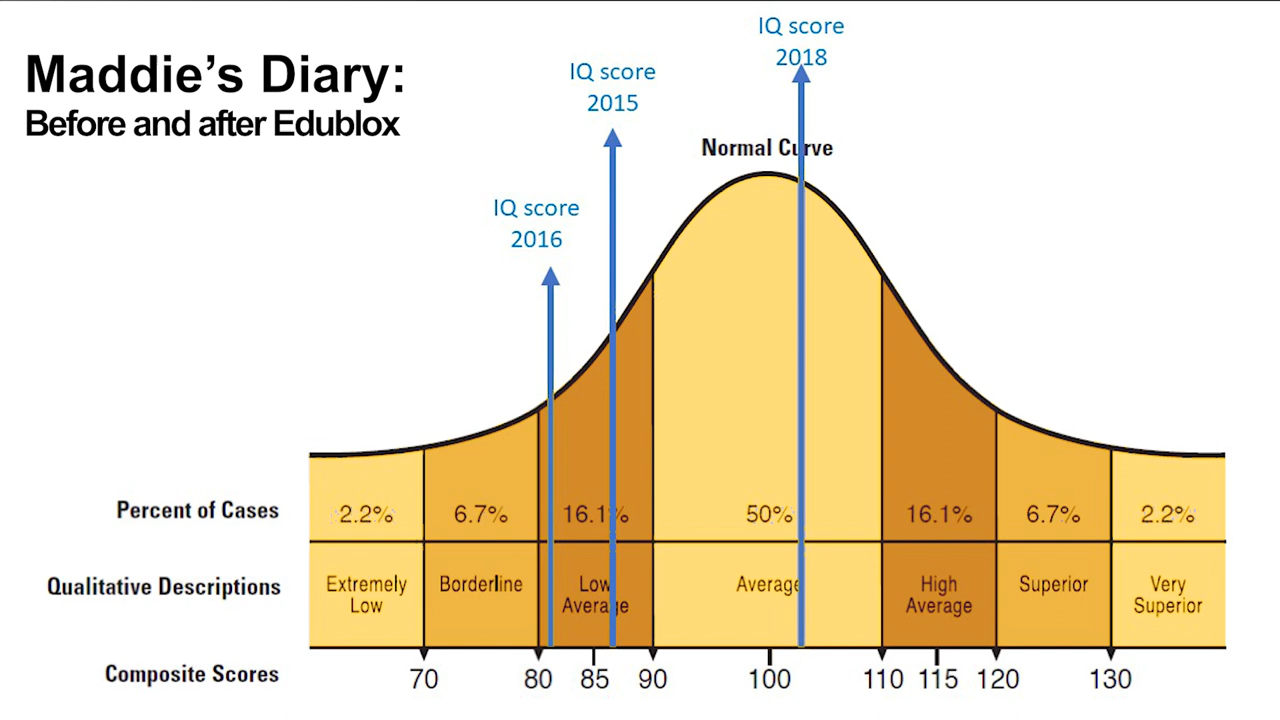 Maddie's Diary:
Before and after Edublox
IQ score
2018
IQ score
2015
Normal Curve
IQ score
2016
Percent of Cases
2.2% 6.7% 16.1% 50% 16.1% 6.7% 2.2%
Qualitative Descriptions
Extremely Low
Borderline
Low Average
Average
High Average
Superior
Very Superior
Composite Scores
70 80 85 90 100 110 115 120 130